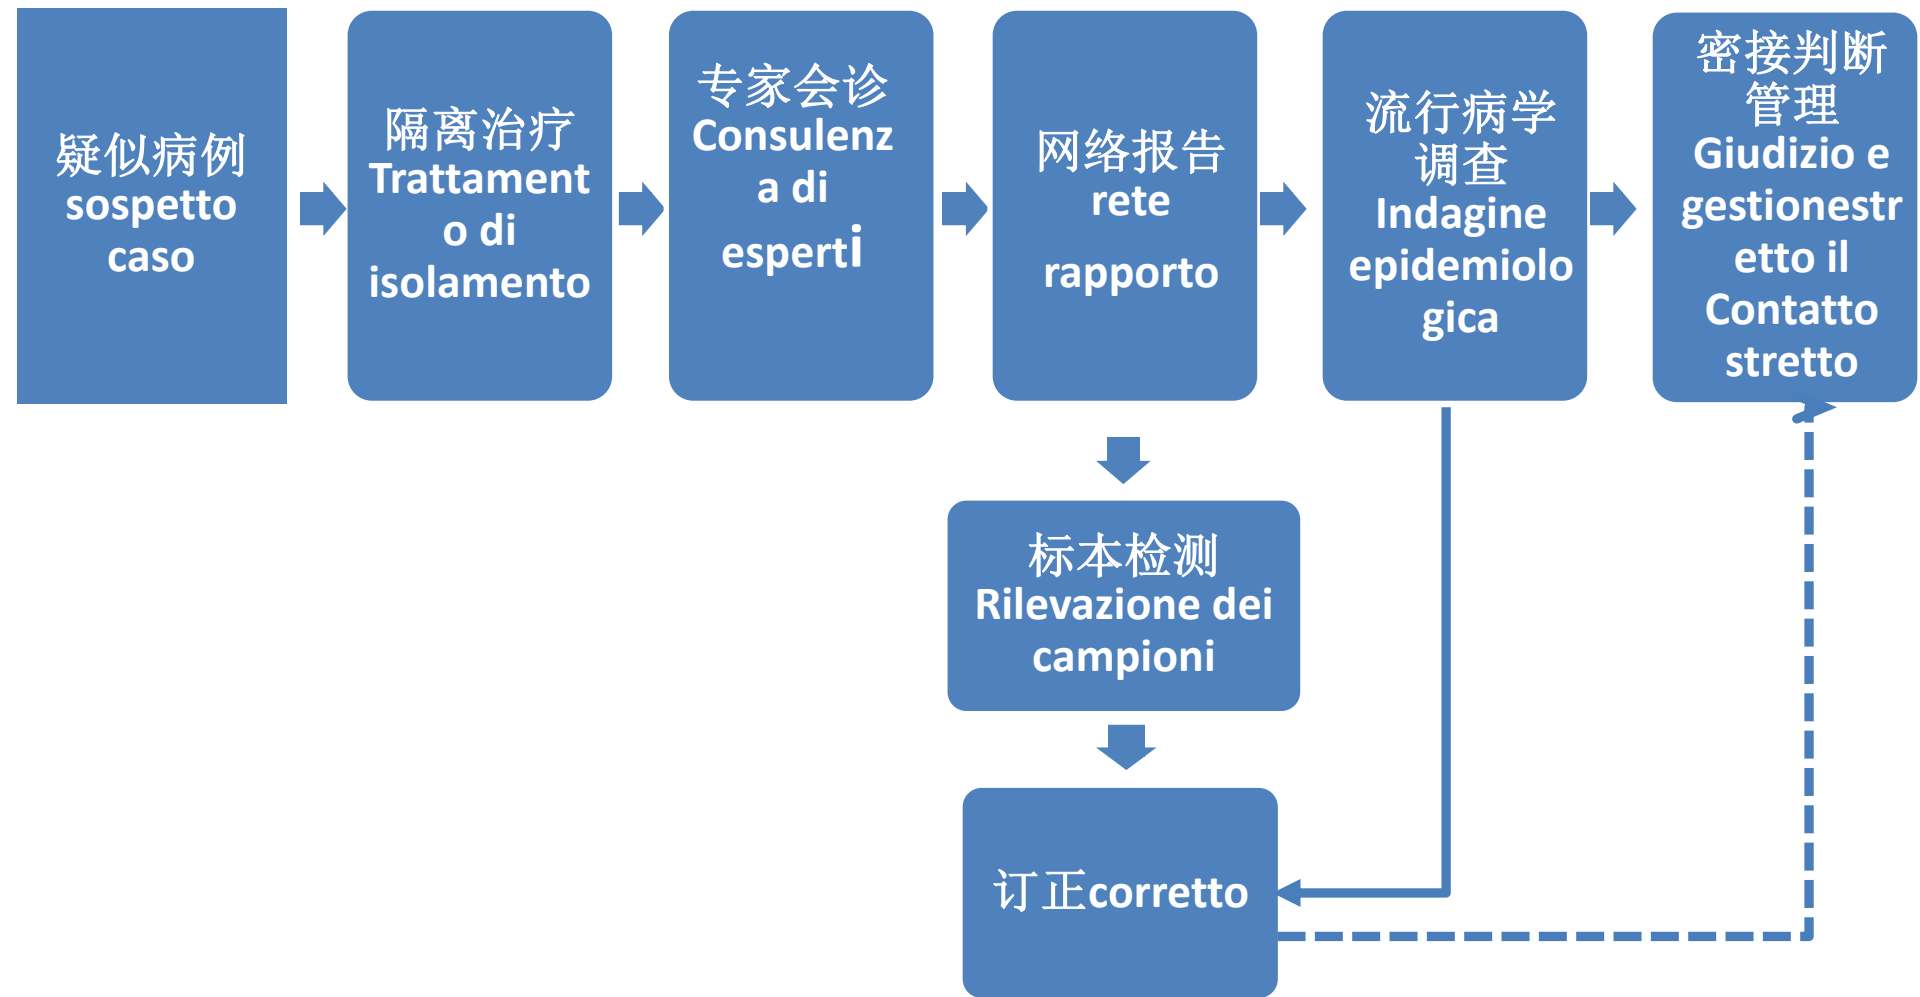 疑似病例
sospetto
caso
隔离治疗
Trattament
o di
isolamento
专家会诊
Consulenz
a di
esperti
网络报告
rete
rapporto
流行病学
调查
Indagine
epidemiolo
gica
密接判断
管理
Giudizio e
gestionestr
etto il
Contatto
stretto
标本检测
Rilevazione dei
campioni
订正corretto